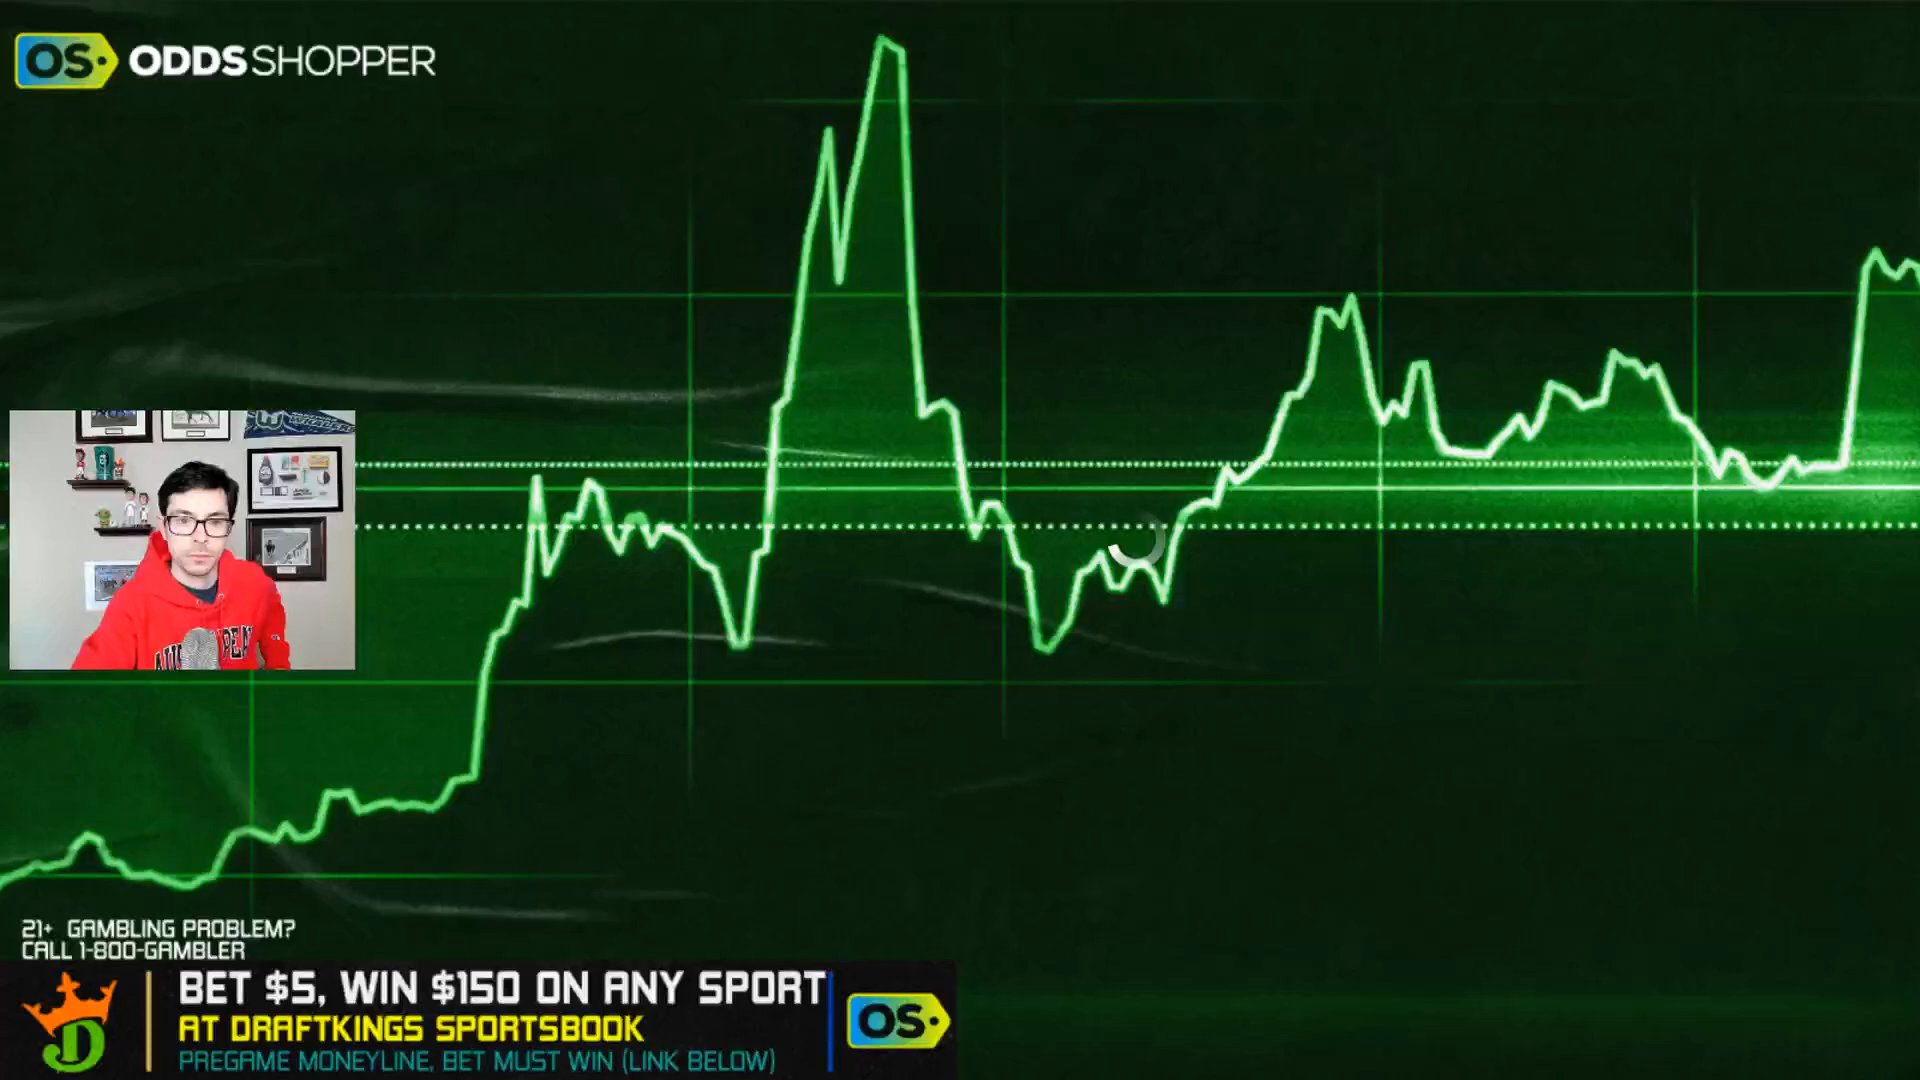 OS.
ODDSSHOPPER
21+ GAMBLING PROBLEM?
CALL 1-800-GAMBLER
BET $5, WIN $150 ON ANY SPORT
AT DRAFTKINGS SPORTSBOOK
PREGAME MONEYLINE, BET MUST WIN (LINK BELOW)
OS.